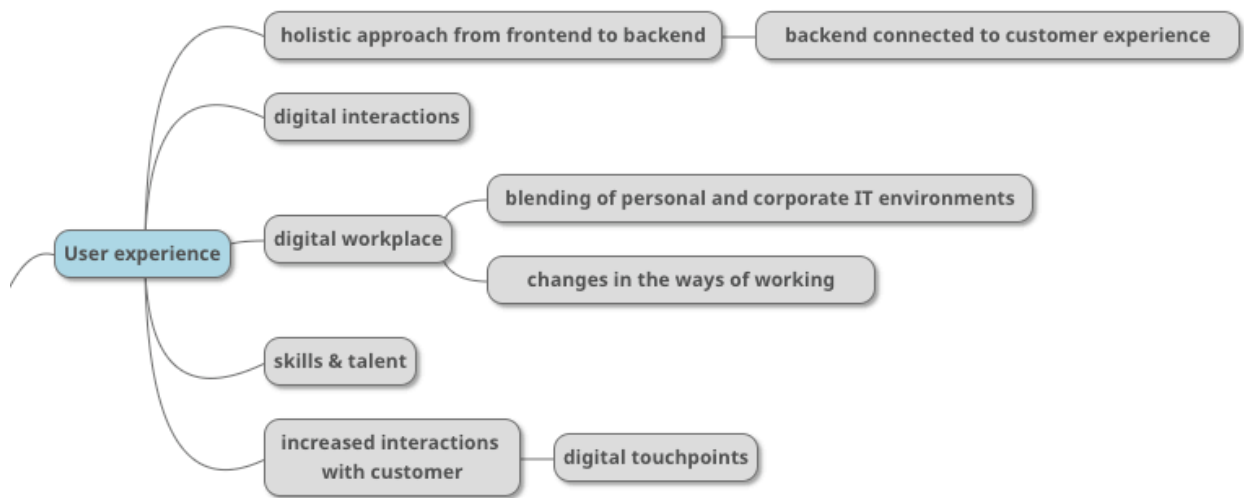 holistic approach from frontend to backend
backend connected to customer experience
digital interactions
blending of personal and corporate IT environments
digital workplace
User experience
changes in the ways of working
skills & talent
increased interactions
with customer
digital touchpoints